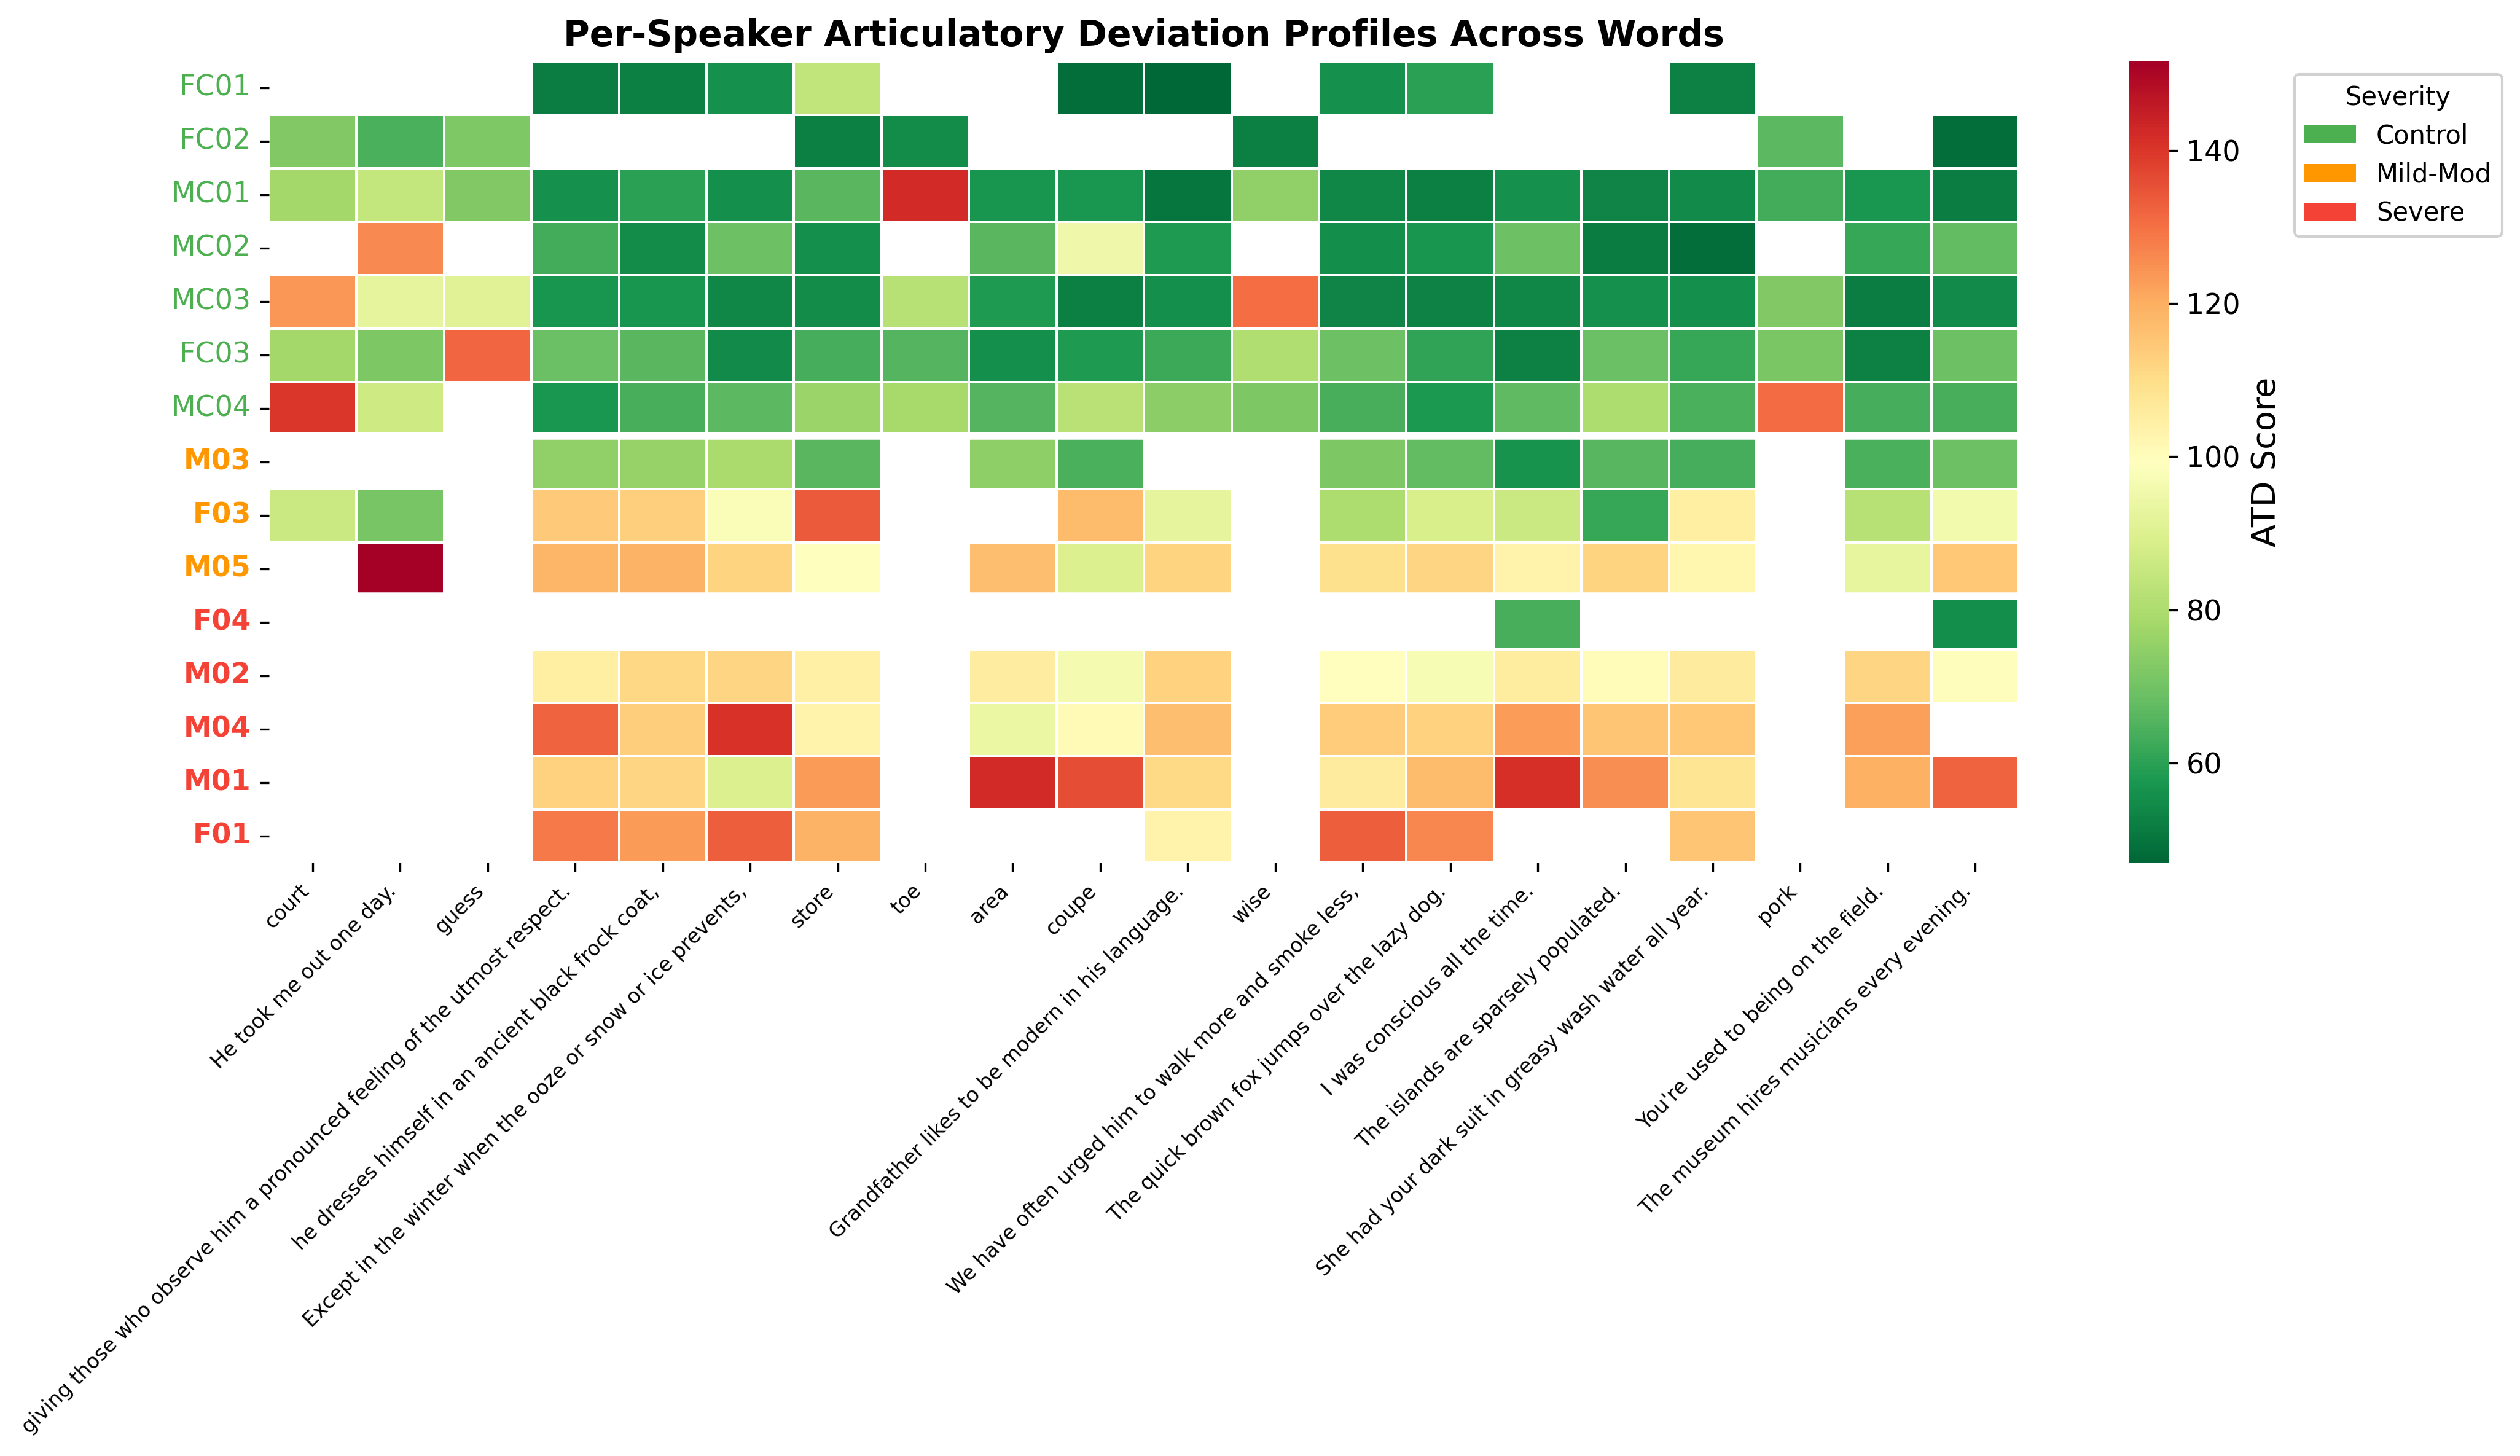 Per-Speaker Articulatory Deviation Profiles Across Words
FC01
FC02
MC01
MC02
MC03
FC03
MC04
M03
F03
M05
F04
M02
M04
M01
F01
court
He took me out one day.
guess
giving those who observe him a pronounced feeling of the utmost respect.
he dresses himself in an ancient black frock coat,
Except in the winter when the ooze or snow or ice prevents,
store
toe
area
coupe
Grandfather likes to be modern in his language.
wise
We have often urged him to walk more and smoke less,
The quick brown fox jumps over the lazy dog.
I was conscious all the time.
The islands are sparsely populated.
She had your dark suit in greasy wash water all year.
pork
You're used to being on the field.
The museum hires musicians every evening.
140
120
100
80
60
ATD Score
Severity
Control
Mild-Mod
Severe